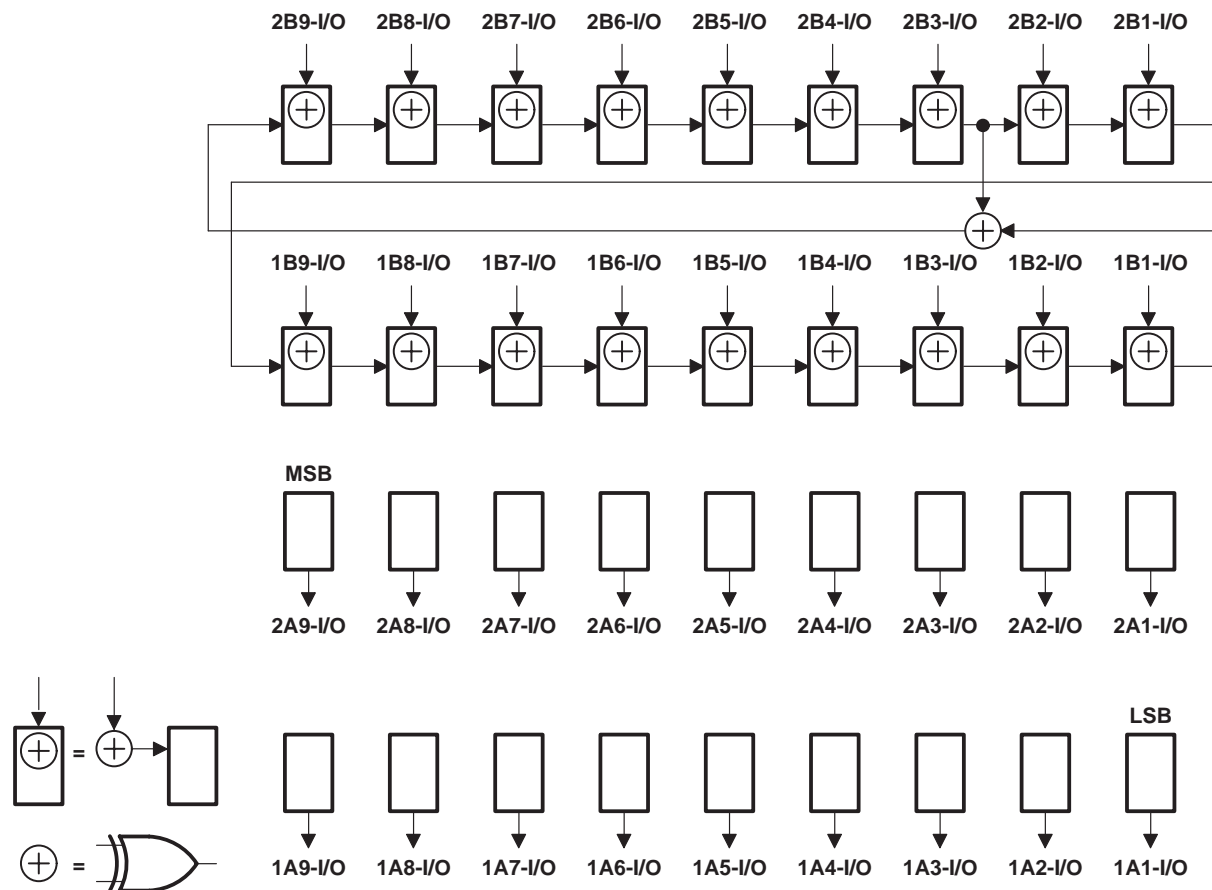 2B9-I/O 2B8-I/O 2B7-I/O 2B6-I/O 2B5-I/O 2B4-I/O 2B3-I/O 2B2-I/O 2B1-I/O
1B9-I/O 1B8-I/O 1B7-I/O 1B6-I/O 1B5-I/O 1B4-I/O 1B3-I/O 1B2-I/O 1B1-I/O
MSB
2A9-I/O 2A8-I/O 2A7-I/O 2A6-I/O 2A5-I/O 2A4-I/O 2A3-I/O 2A2-I/O 2A1-I/O
LSB
=
=
1A9-I/O 1A8-I/O 1A7-I/O 1A6-I/O 1A5-I/O 1A4-I/O 1A3-I/O 1A2-I/O 1A1-I/O